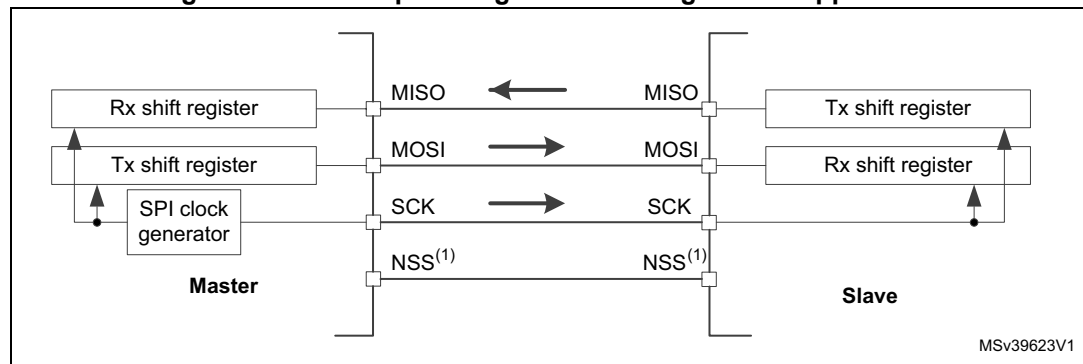 MISO MISO
Rx shift register Tx shift register
MOSI MOSI
Tx shift register Rx shift register
SCK SCK
SPI clock
generator
NSS(1) NSS(1)
Master Slave
MSv39623V1